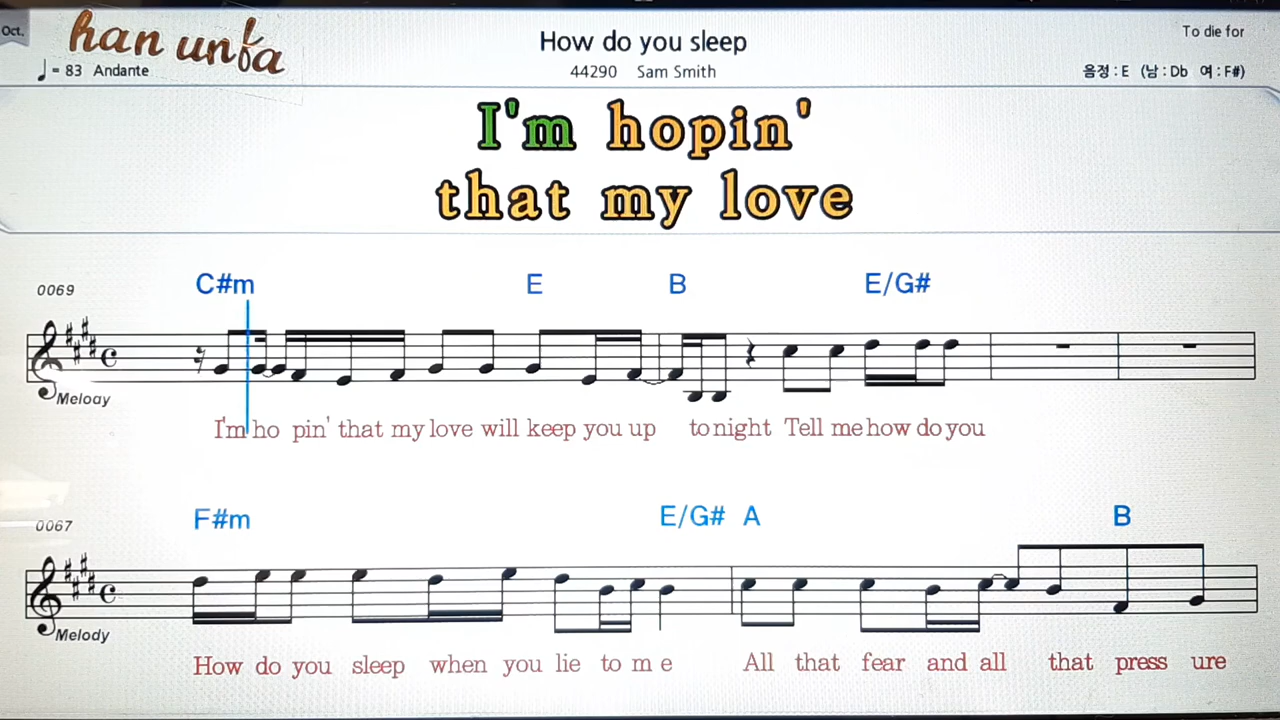 Oct.
han unfa
How do you sleep
To die for
♩= 83 Andante
44290 Sam Smith
음정 : E (남 : Db 여 : F#)
I'm hopin'
that my love
C#m E B E/G#
0069
Melody
I'm ho pin' that my love will keep you up to night Tell me how do you
F#m E/G# A B
0067
Melody
How do you sleep when you lie to m e All that fear and all that press ure